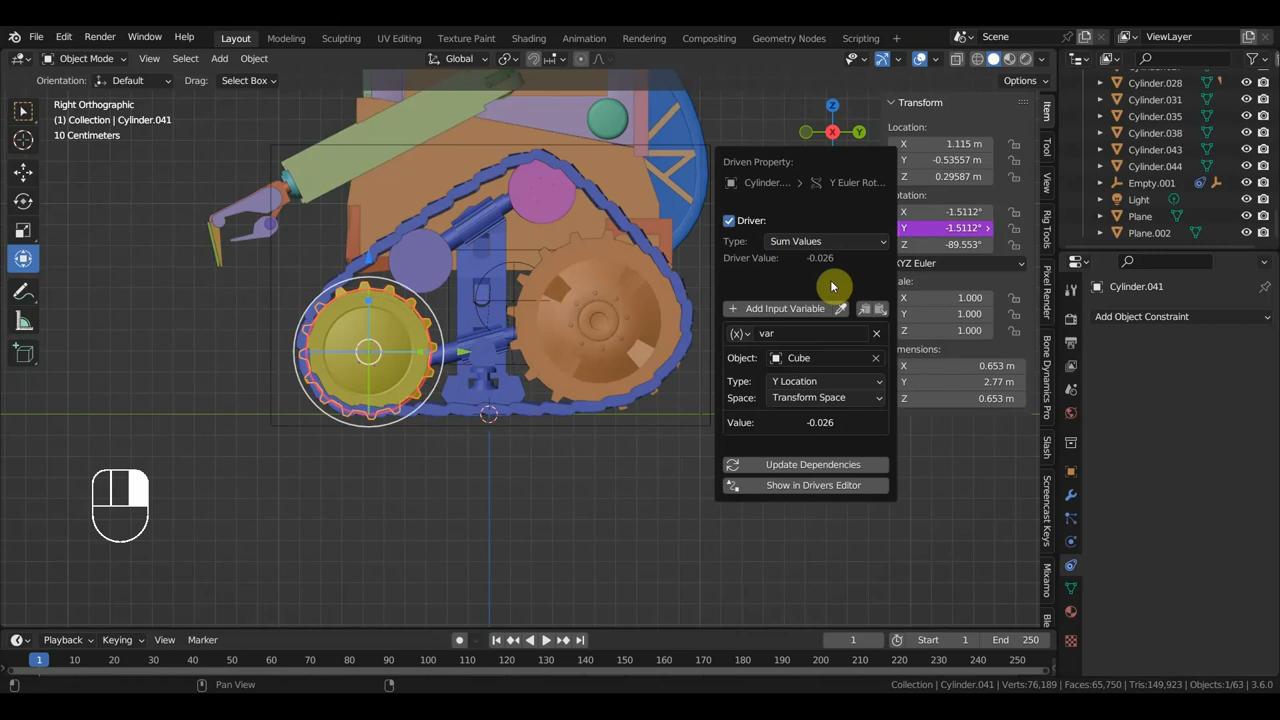 File Edit Render Window Help Layout Modeling Sculpting UV Editing Texture Paint Shading Animation Rendering Compositing Geometry Nodes Scripting + Scene ViewLayer
Object Mode View Select Add Object Global
Orientation: Default Drag: Select Box Options
Right Orthographic
(1) Collection | Cylinder.041
10 Centimeters
Z
Y
X
Transform
Location:
X 1.115 m
Y -0.53557 m
Z 0.29587 m
otation:
X -1.5112°
Y -1.5112°
Z -89.553°
XYZ Euler
ale:
X 1.000
Y 1.000
Z 1.000
imensions:
X 0.653 m
Y 2.77 m
Z 0.653 m
Item
Tool
View
Rig Tools
Pixel Render
Bone Dynamics Pro
Slash
Screencast Keys
Mixamo
Driven Property:
Cylinder.... Y Euler Rot...
Driver:
Type: Sum Values
Driver Value: -0.026
+ Add Input Variable
(x) var
Object: Cube
Type: Y Location
Space: Transform Space
Value: -0.026
Update Dependencies
Show in Drivers Editor
Cylinder.028
Cylinder.031
Cylinder.035
Cylinder.038
Cylinder.043
Cylinder.044
Empty.001
Light
Plane
Plane.002
Cylinder.041
Add Object Constraint
Playback Keying View Marker 1 Start 1 End 250
1 10 20 30 40 50 60 70 80 90 100 110 120 130 140 150 160 170 180 190 200 210 220 230 240 250
Pan View Collection | Cylinder.041 | Verts:76,189 | Faces:65,750 | Tris:149,923 | Objects:1/63 | 3.6.0